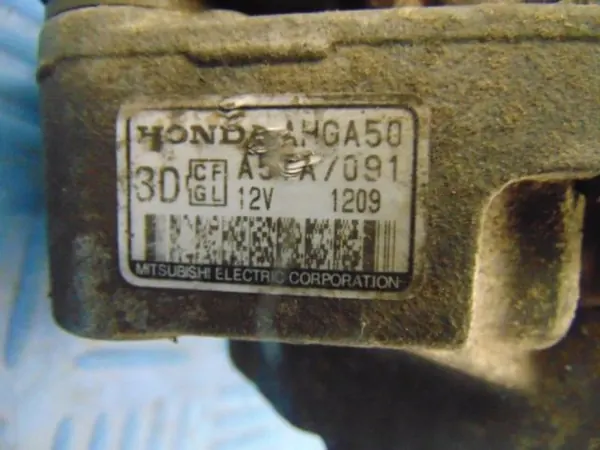 HONDA AHGA50
3D CF GL
12V 1209
MITSUBISHI ELECTRIC CORPORATION